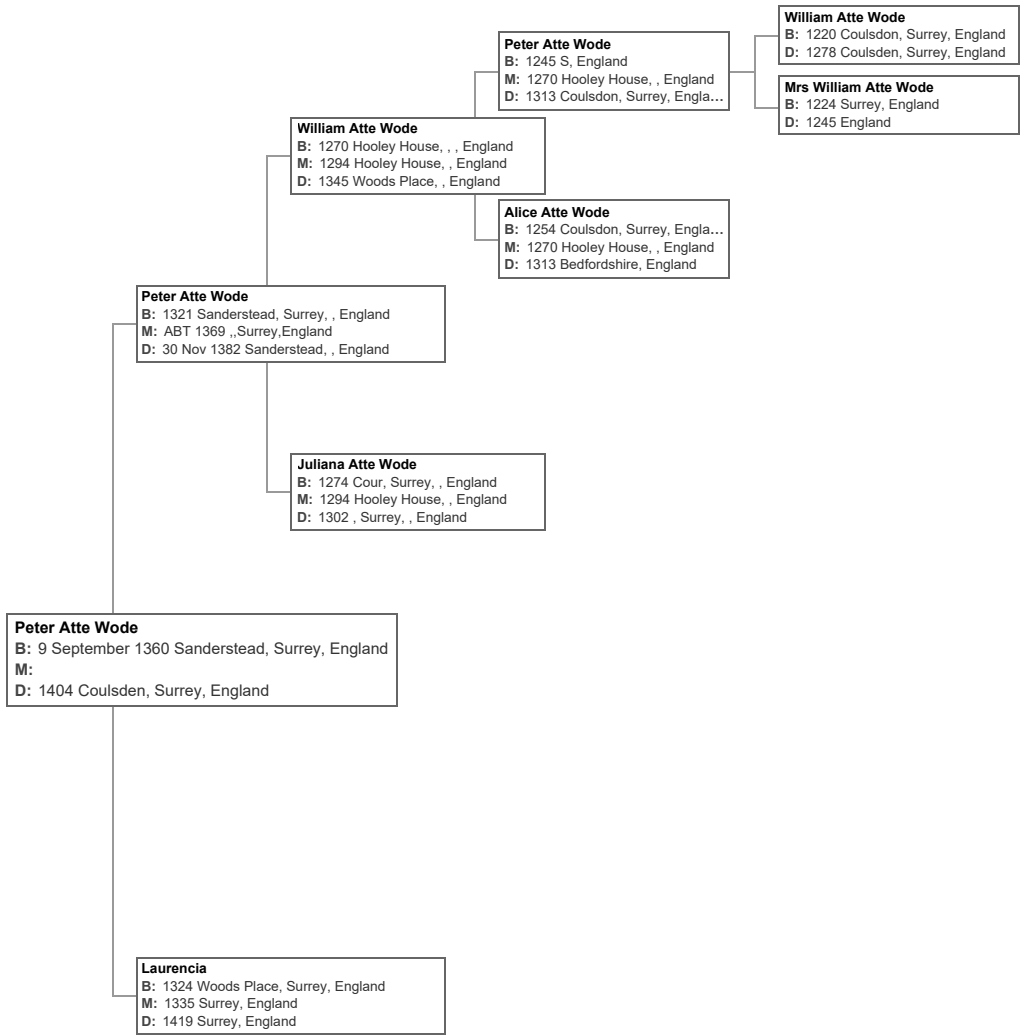 William Atte Wode
B: 1220 Coulsdon, Surrey, England
D: 1278 Coulsden, Surrey, England
Mrs William Atte Wode
B: 1224 Surrey, England
D: 1245 England
Peter Atte Wode
B: 1245 S, England
M: 1270 Hooley House, , England
D: 1313 Coulsdon, Surrey, Engla...
William Atte Wode
B: 1270 Hooley House, , , England
M: 1294 Hooley House, , England
D: 1345 Woods Place, , England
Alice Atte Wode
B: 1254 Coulsdon, Surrey, Engla...
M: 1270 Hooley House, , England
D: 1313 Bedfordshire, England
Peter Atte Wode
B: 1321 Sanderstead, Surrey, , England
M: ABT 1369 ,,Surrey,England
D: 30 Nov 1382 Sanderstead, , England
Juliana Atte Wode
B: 1274 Cour, Surrey, , England
M: 1294 Hooley House, , England
D: 1302 , Surrey, , England
Peter Atte Wode
B: 9 September 1360 Sanderstead, Surrey, England
M:
D: 1404 Coulsden, Surrey, England
Laurencia
B: 1324 Woods Place, Surrey, England
M: 1335 Surrey, England
D: 1419 Surrey, England